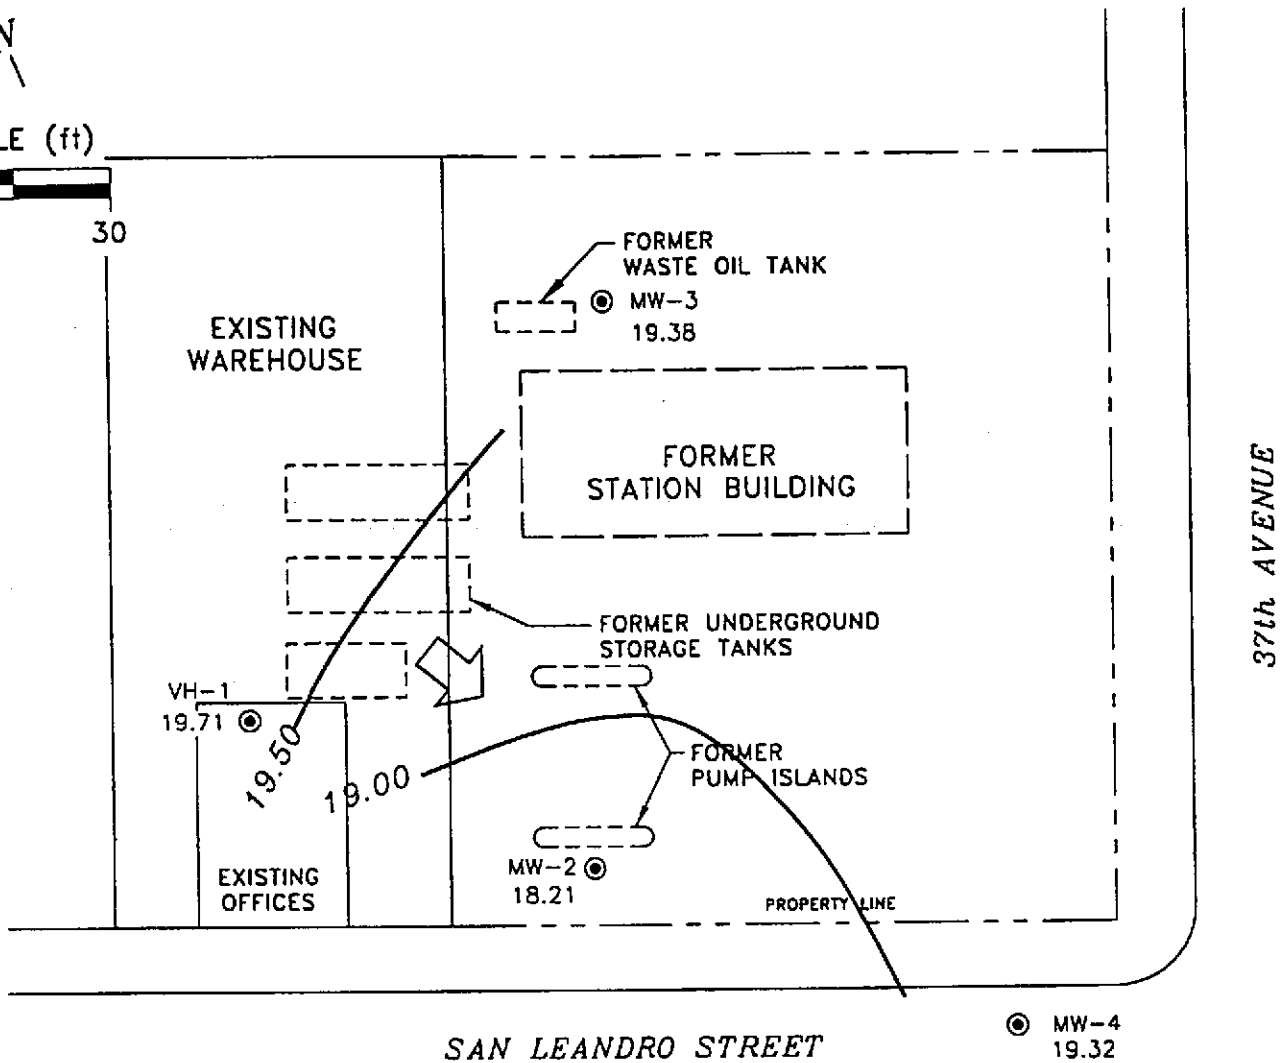 N
LE (ft)
30
FORMER
WASTE OIL TANK
MW-3
19.38
EXISTING
WAREHOUSE
FORMER
STATION BUILDING
37th AVENUE
FORMER UNDERGROUND
STORAGE TANKS
VH-1
19.71
19.50
19.00
FORMER
PUMP ISLANDS
MW-2
18.21
EXISTING
OFFICES
PROPERTY LINE
SAN LEANDRO STREET
MW-4
19.32